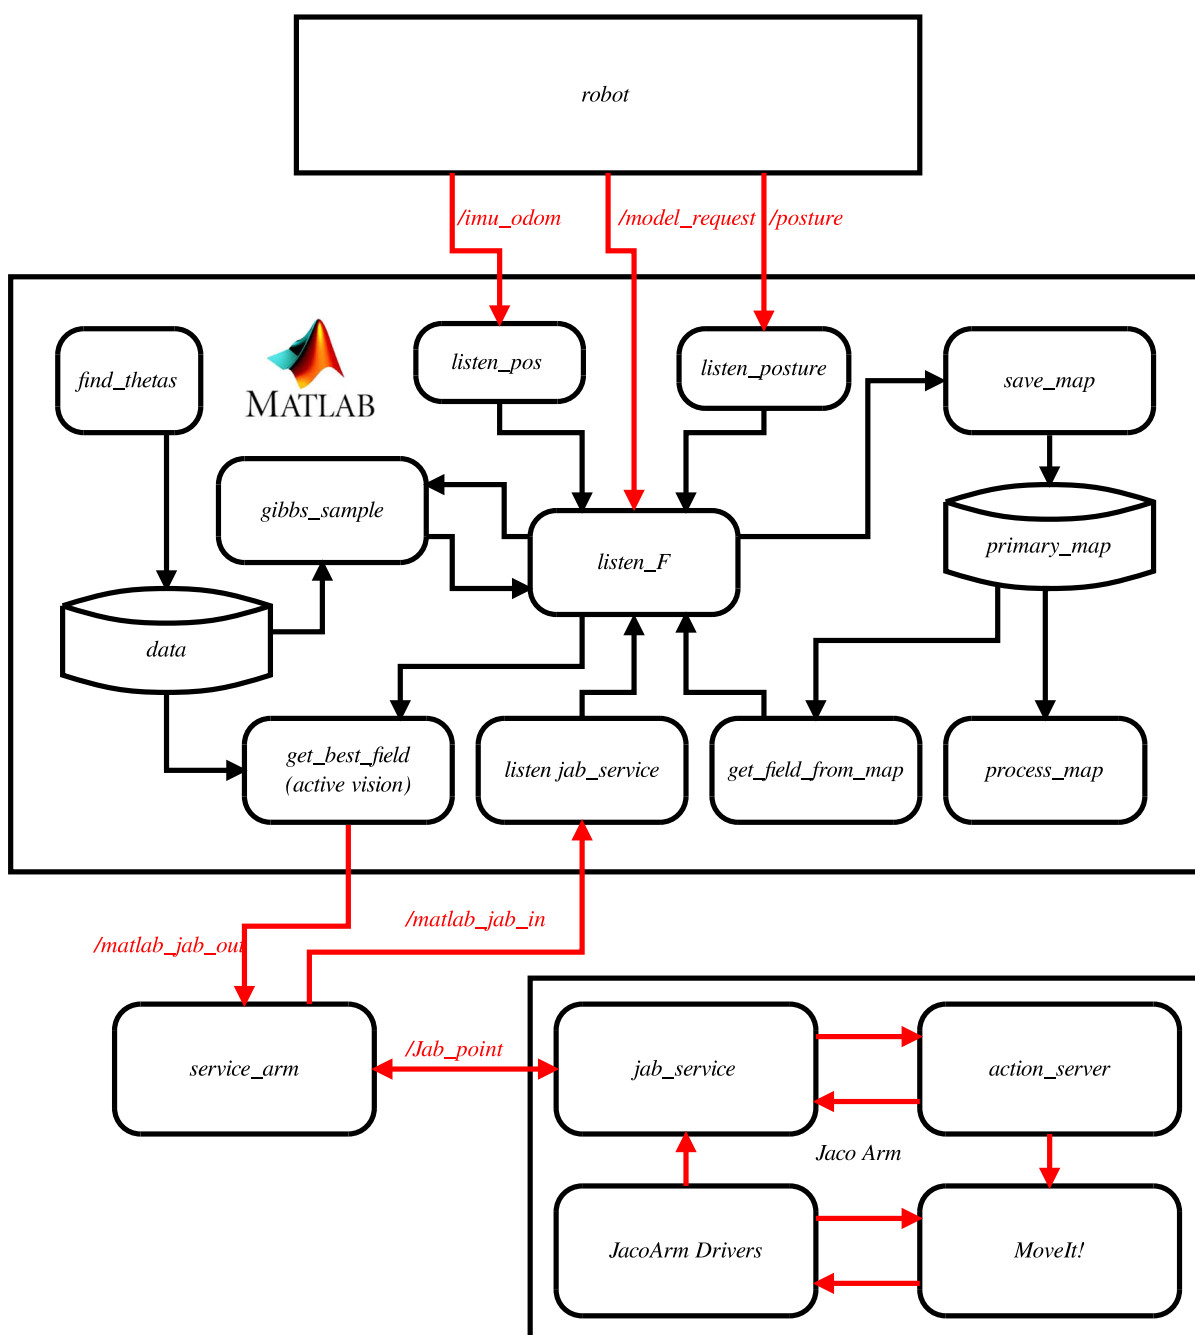 robot
/imu_odom
/model_request
/posture
find_thetas
MATLAB
listen_pos
listen_posture
save_map
gibbs_sample
listen_F
primary_map
data
get_best_field
(active vision)
listen jab_service
get_field_from_map
process_map
/matlab_jab_out
/matlab_jab_in
service_arm
/Jab_point
jab_service
action_server
Jaco Arm
JacoArm Drivers
MoveIt!